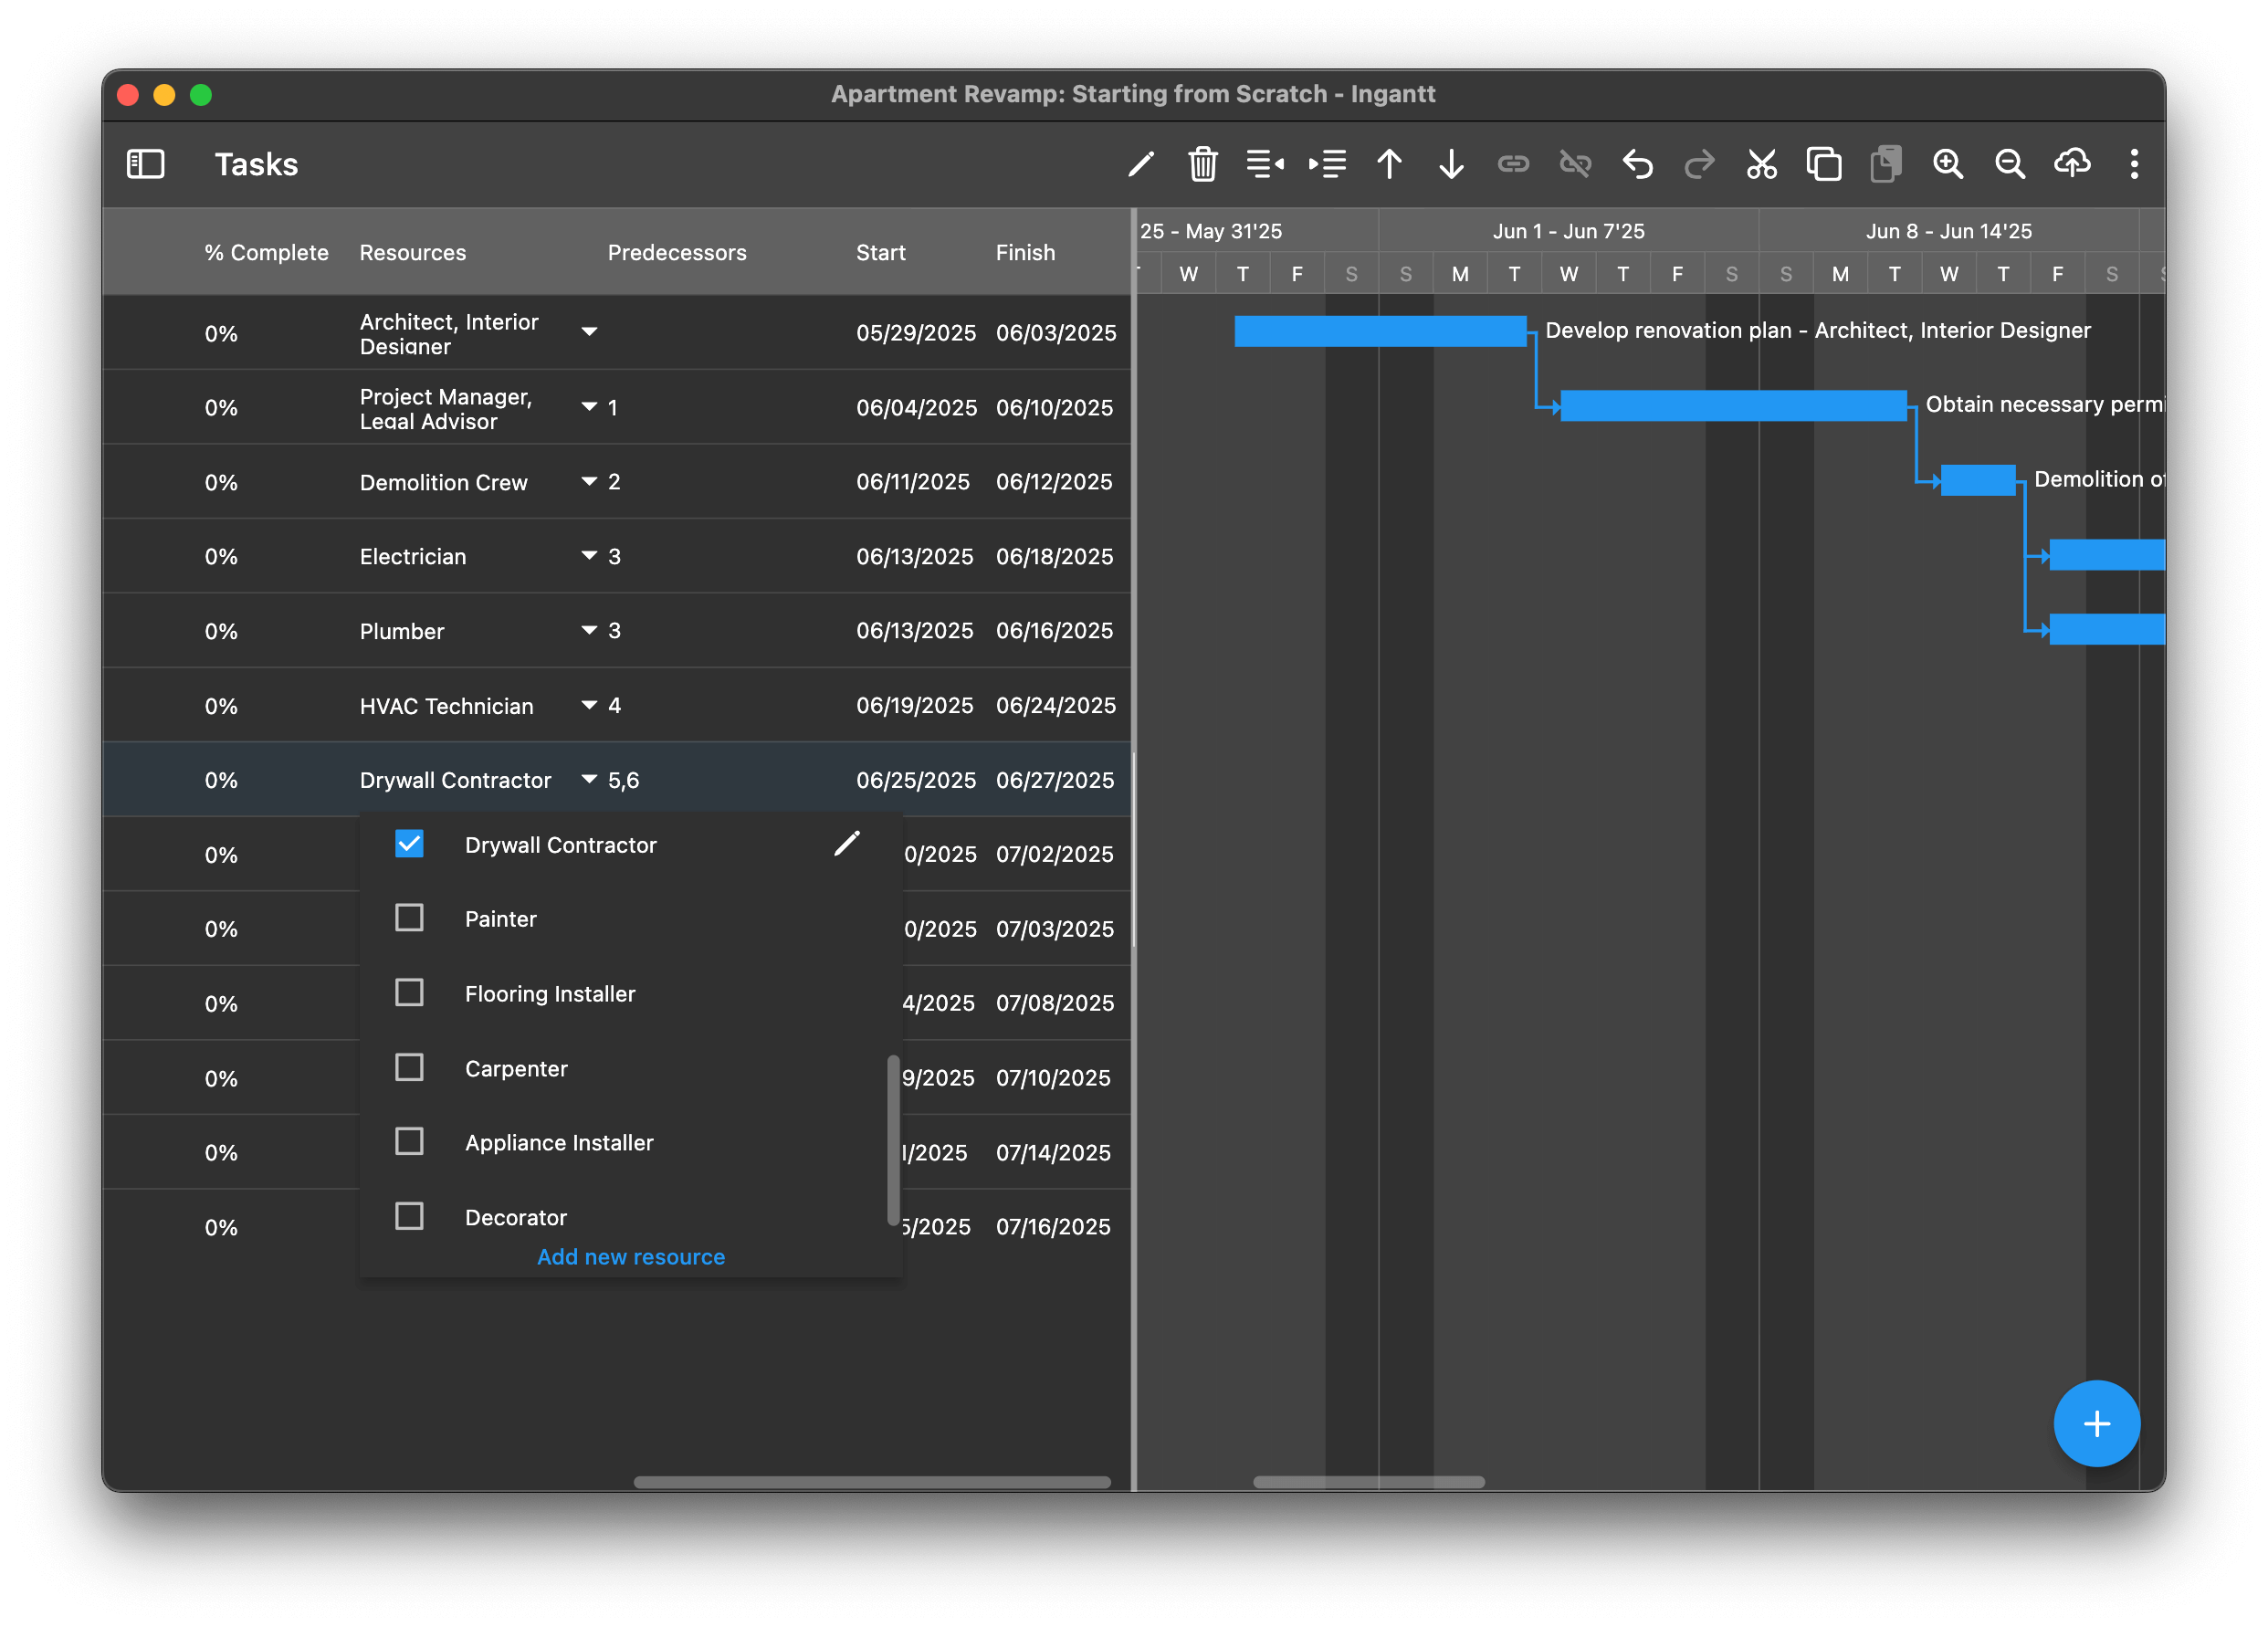 Apartment Revamp: Starting from Scratch - Ingantt
Tasks
% Complete Resources Predecessors Start Finish
25 - May 31'25 Jun 1 - Jun 7'25 Jun 8 - Jun 14'25
W T F S S M T W T F S S M T W T F S
0% Architect, Interior Designer 05/29/2025 06/03/2025 Develop renovation plan - Architect, Interior Designer
0% Project Manager, Legal Advisor 1 06/04/2025 06/10/2025 Obtain necessary
0% Demolition Crew 2 06/11/2025 06/12/2025 Demolition
0% Electrician 3 06/13/2025 06/18/2025
0% Plumber 3 06/13/2025 06/16/2025
0% HVAC Technician 4 06/19/2025 06/24/2025
0% Drywall Contractor 5,6 06/25/2025 06/27/2025
Drywall Contractor
0% 0/2025 07/02/2025
Painter
0% 0/2025 07/03/2025
Flooring Installer
0% 4/2025 07/08/2025
Carpenter
0% 9/2025 07/10/2025
Appliance Installer
0% 1/2025 07/14/2025
Decorator
0% 5/2025 07/16/2025
Add new resource